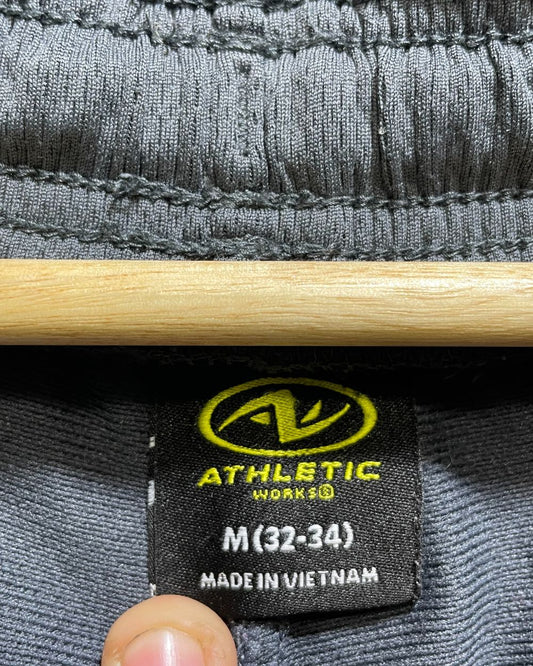 ATHLETIC
WORKS®
M(32-34)
MADE IN VIETNAM